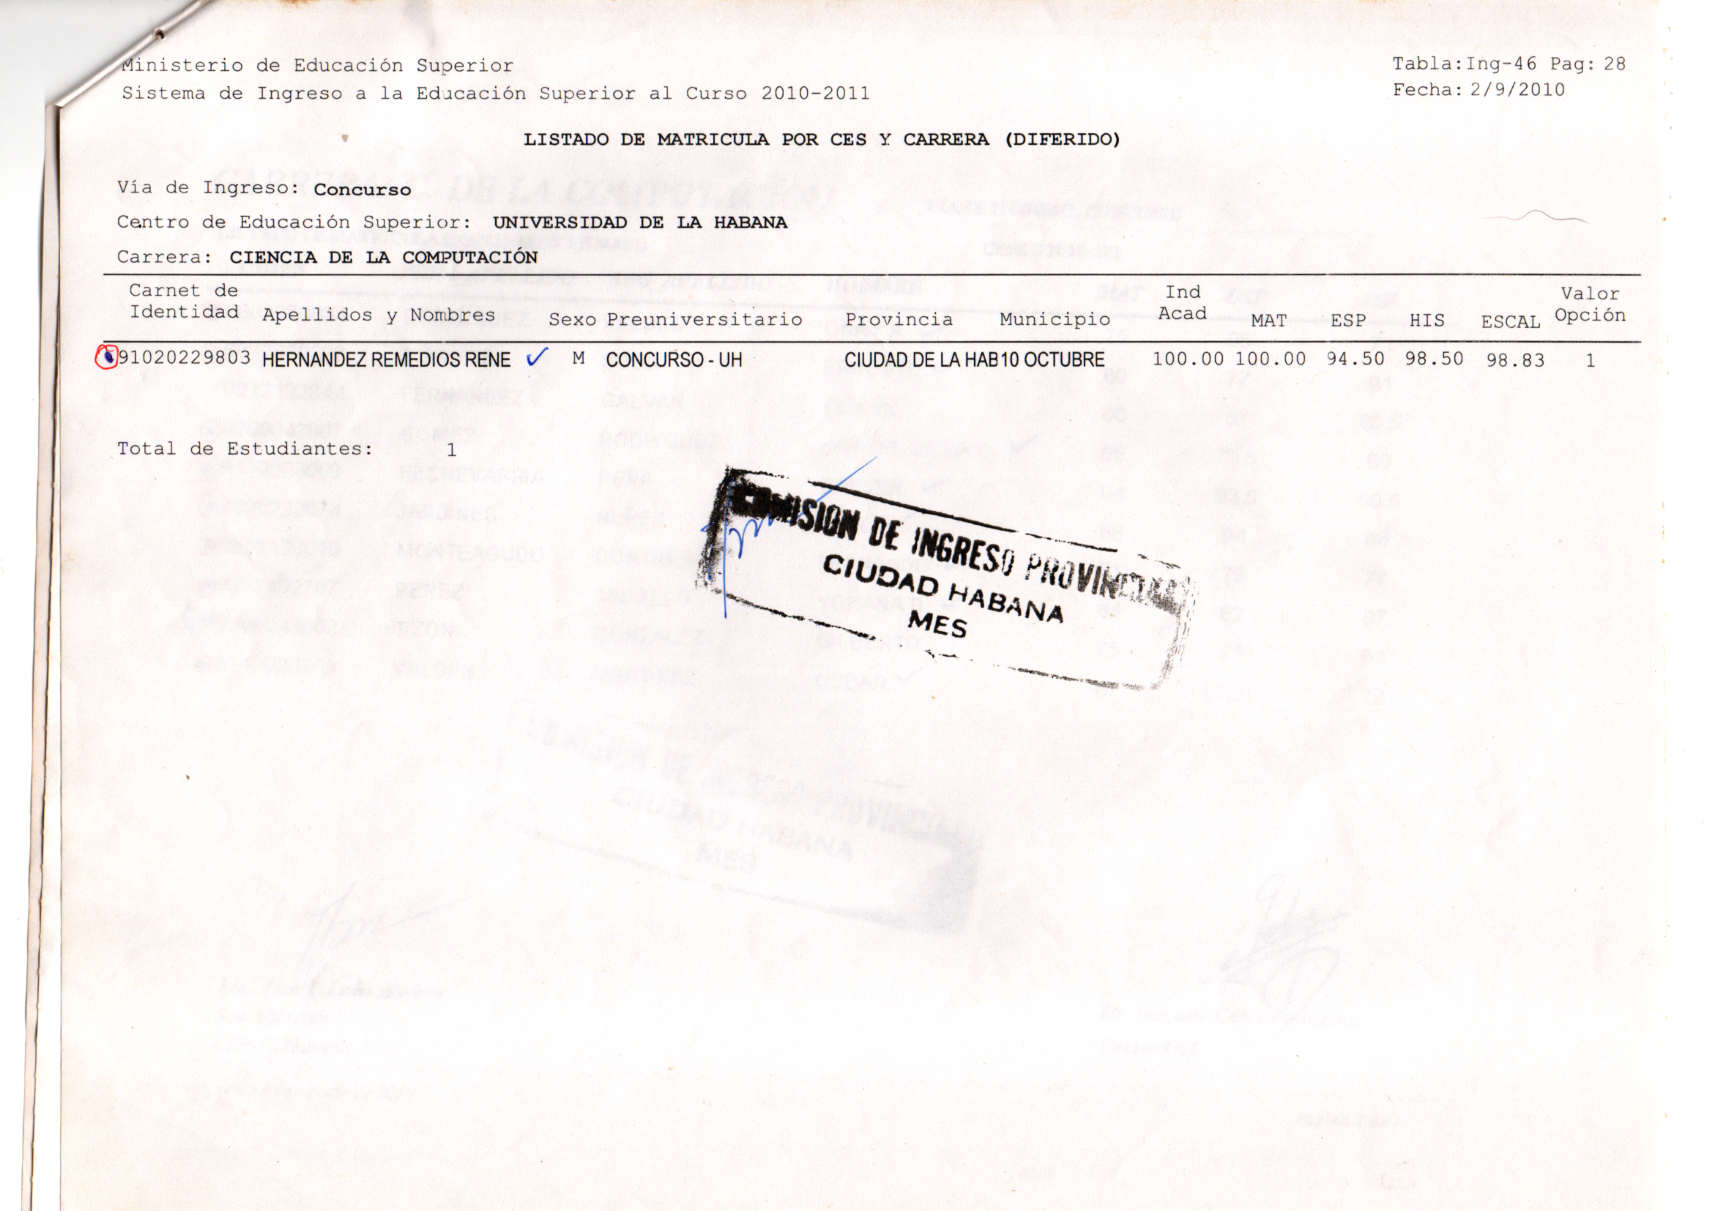 Ministerio de Educación Superior
Tabla:Ing-46 Pag: 28
Sistema de Ingreso a la Educación Superior al Curso 2010-2011
Fecha: 2/9/2010
LISTADO DE MATRICULA POR CES Y CARRERA (DIFERIDO)
Vía de Ingreso: Concurso
Centro de Educación Superior: UNIVERSIDAD DE LA HABANA
Carrera: CIENCIA DE LA COMPUTACIÓN
Carnet de Identidad Apellidos y Nombres Sexo Preuniversitario Provincia Municipio Ind Acad MAT ESP HIS ESCAL Valor Opción
91020229803 HERNANDEZ REMEDIOS RENE M CONCURSO - UH CIUDAD DE LA HAB 10 OCTUBRE 100.00 100.00 94.50 98.50 98.83 1
Total de Estudiantes: 1
COMISION DE INGRESO PROVINCIAL
CIUDAD HABANA
MES